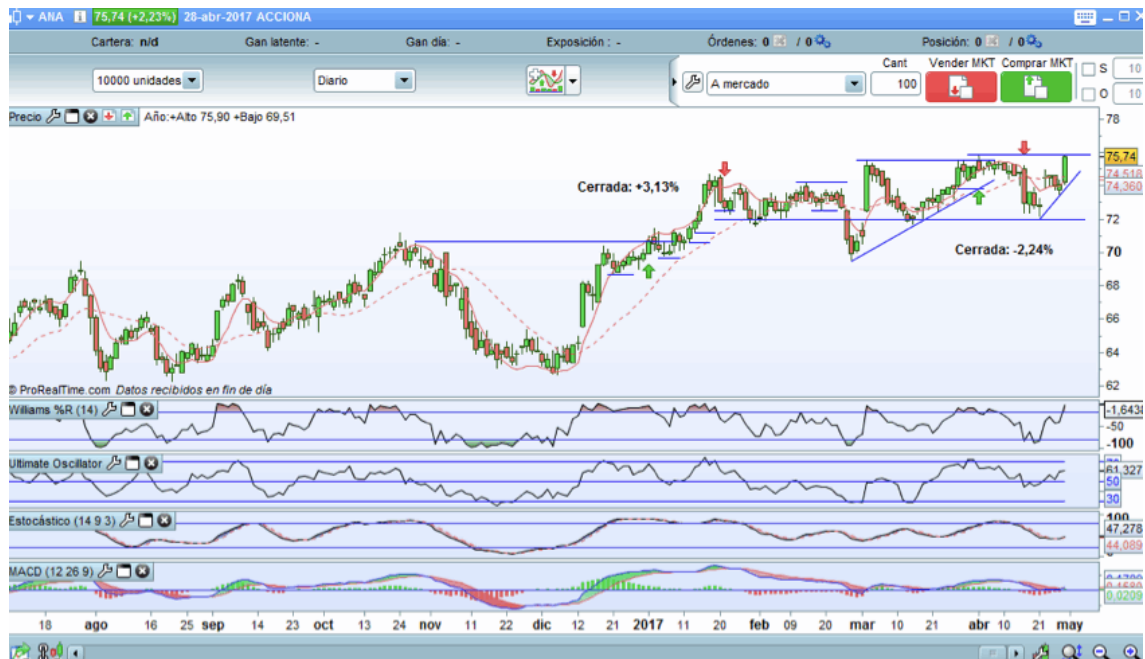 ANA 75,74 (+2,23%) 28-abr-2017 ACCIONA
Cartera: n/d Gan latente: - Gan día: - Exposición : - Órdenes: 0 / 0 Posición: 0 / 0
Cant Vender MKT Comprar MKT
10000 unidades Diario A mercado 100 S 10
O 10
Precio Año:+Alto 75,90 +Bajo 69,51
78
75,74
74,518
74,360
72
70
68
66
64
62
Cerrada: +3,13%
Cerrada: -2,24%
© ProRealTime.com Datos recibidos en fin de día
Williams %R (14)
-1,6438
-50
-100
Ultimate Oscillator
61,327
50
30
Estocástico (14 9 3)
100
47,278
44,089
MACD (12 26 9)
0,0209
18 ago 16 25 sep 14 23 oct 13 24 nov 11 22 dic 12 21 2017 11 20 feb 09 20 mar 10 21 abr 10 21 may